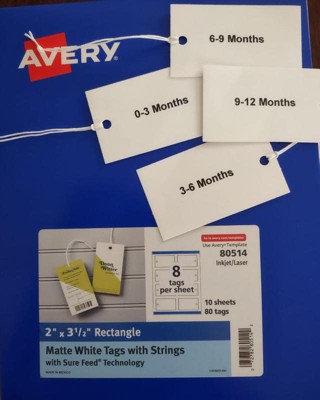 AVERY®
6-9 Months
0-3 Months
9-12 Months
3-6 Months
Use Avery Template
80514
Inkjet/Laser
8
tags
per sheet
10 sheets
80 tags
2" x 3 1/2" Rectangle
Matte White Tags with Strings
with Sure Feed® Technology